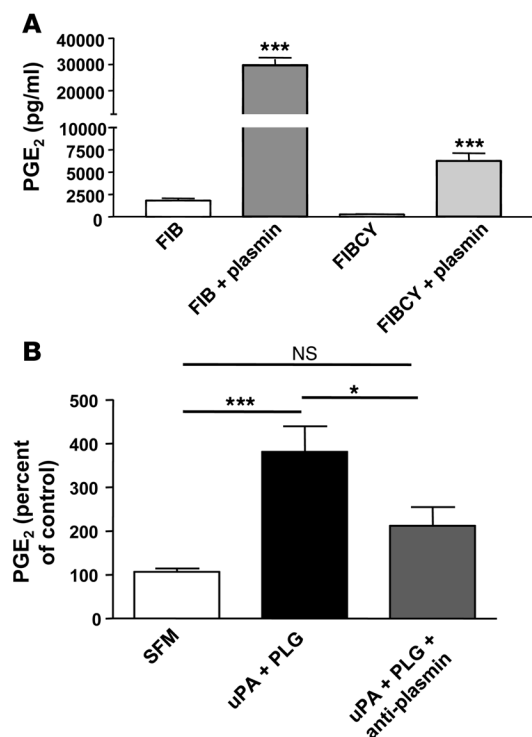 A
PGE2 (pg/ml)
40000
30000
20000
10000
7500
5000
2500
0
***
***
FIB
FIB + plasmin
FIBCY
FIBCY + plasmin
B
PGE2 (percent
of control)
500
400
300
200
100
0
NS
***
*
SFM
uPA + PLG
uPA + PLG +
anti-plasmin